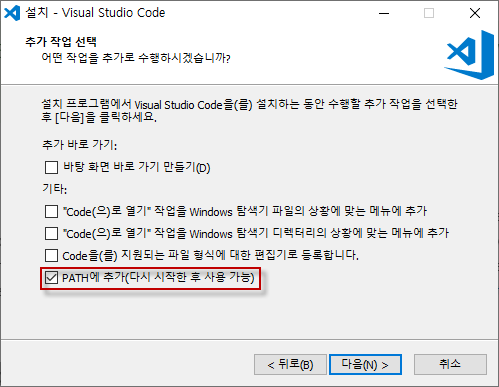 설치 - Visual Studio Code
추가 작업 선택
어떤 작업을 추가로 수행하시겠습니까?
설치 프로그램에서 Visual Studio Code을(를) 설치하는 동안 수행할 추가 작업을 선택한
후 [다음]을 클릭하세요.
추가 바로 가기:
바탕 화면 바로 가기 만들기(D)
기타:
"Code(으)로 열기" 작업을 Windows 탐색기 파일의 상황에 맞는 메뉴에 추가
"Code(으)로 열기" 작업을 Windows 탐색기 디렉터리의 상황에 맞는 메뉴에 추가
Code을(를) 지원되는 파일 형식에 대한 편집기로 등록합니다.
PATH에 추가(다시 시작한 후 사용 가능)
< 뒤로(B) 다음(N) > 취소